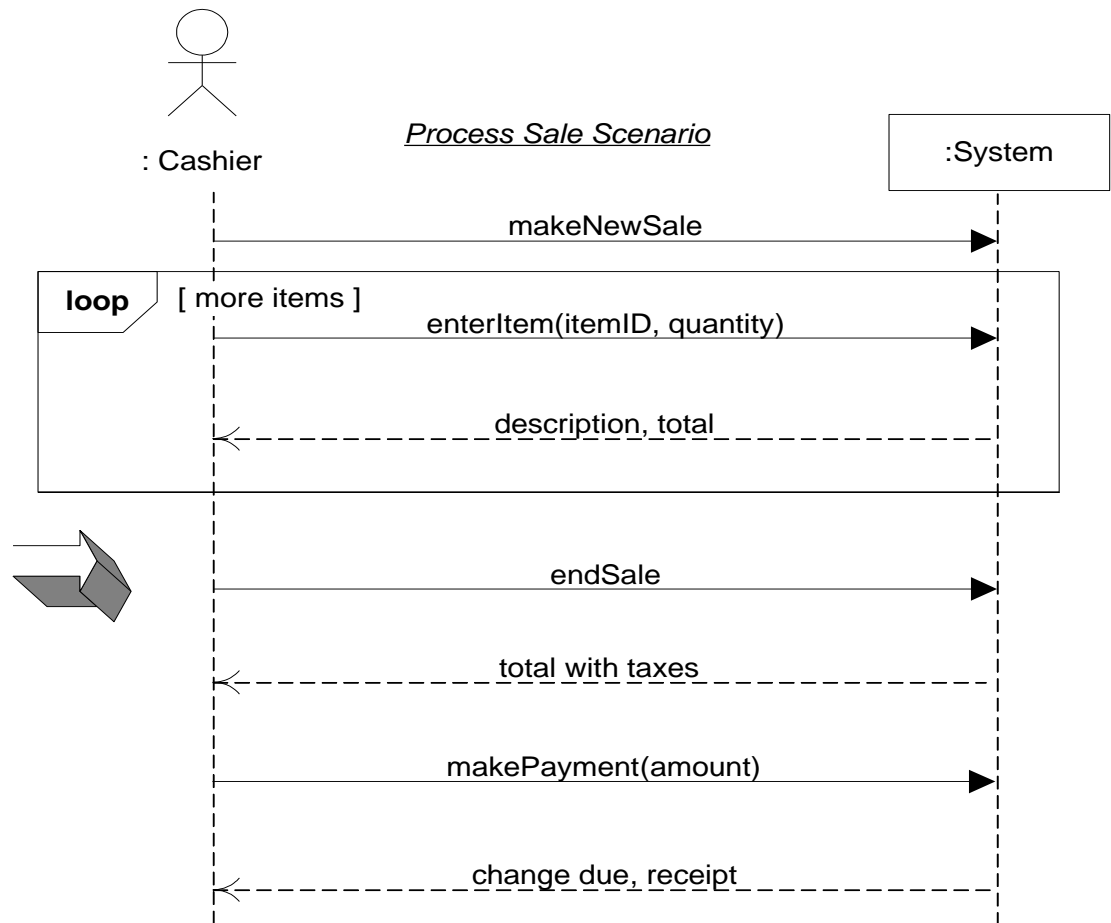 Process Sale Scenario
: Cashier
:System
makeNewSale
loop
[ more items ]
enterItem(itemID, quantity)
description, total
endSale
total with taxes
makePayment(amount)
change due, receipt